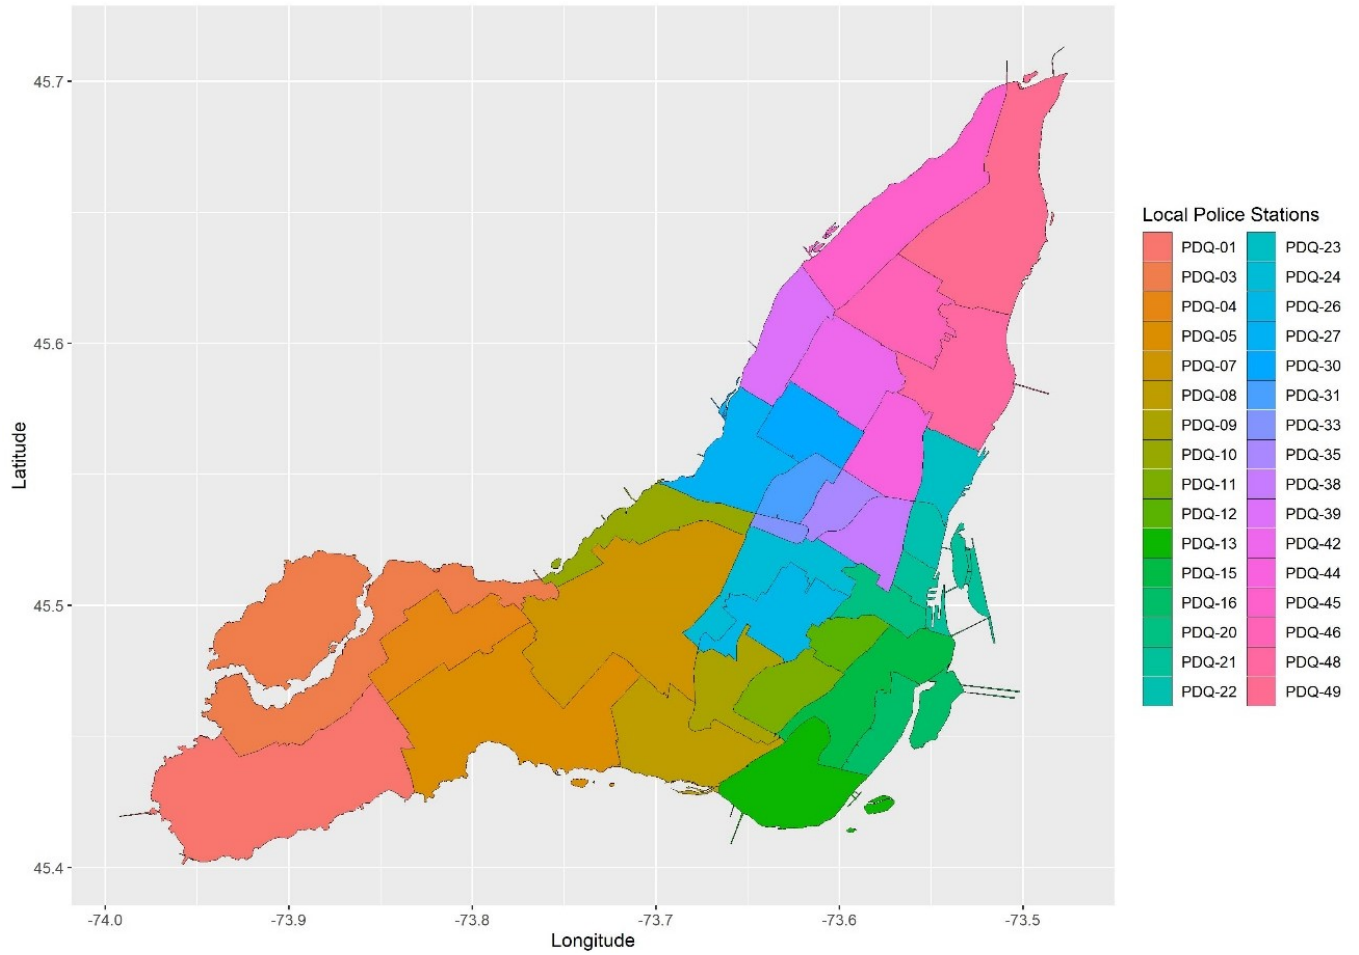 45.7
45.6
45.5
45.4
Latitude
-74.0 -73.9 -73.8 -73.7 -73.6 -73.5
Longitude
Local Police Stations
PDQ-01 PDQ-23
PDQ-03 PDQ-24
PDQ-04 PDQ-26
PDQ-05 PDQ-27
PDQ-07 PDQ-30
PDQ-08 PDQ-31
PDQ-09 PDQ-33
PDQ-10 PDQ-35
PDQ-11 PDQ-38
PDQ-12 PDQ-39
PDQ-13 PDQ-42
PDQ-15 PDQ-44
PDQ-16 PDQ-45
PDQ-20 PDQ-46
PDQ-21 PDQ-48
PDQ-22 PDQ-49